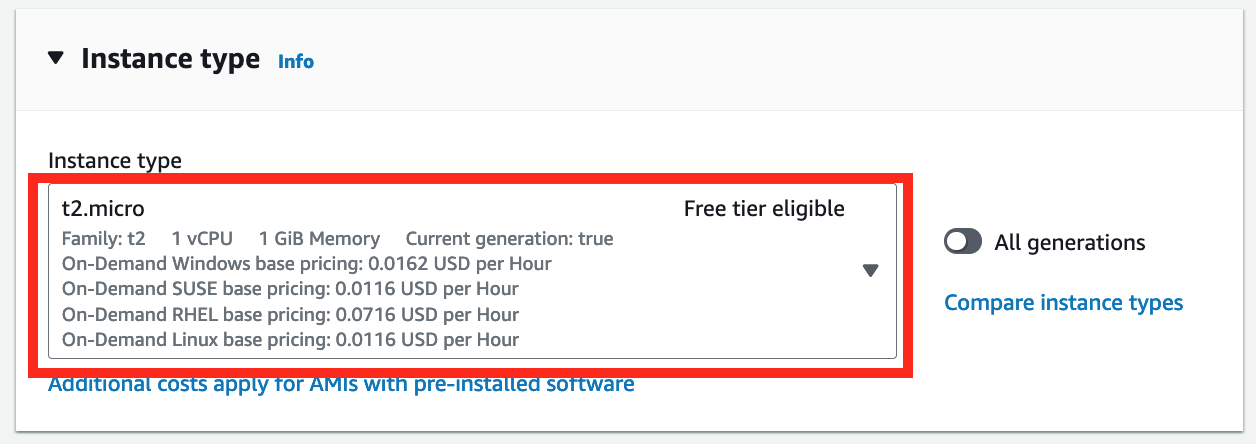 Instance type Info
Instance type
t2.micro Free tier eligible
Family: t2 1 vCPU 1 GiB Memory Current generation: true
On-Demand Windows base pricing: 0.0162 USD per Hour
On-Demand SUSE base pricing: 0.0116 USD per Hour
On-Demand RHEL base pricing: 0.0716 USD per Hour
On-Demand Linux base pricing: 0.0116 USD per Hour
All generations
Compare instance types
Additional costs apply for AMIs with pre-installed software